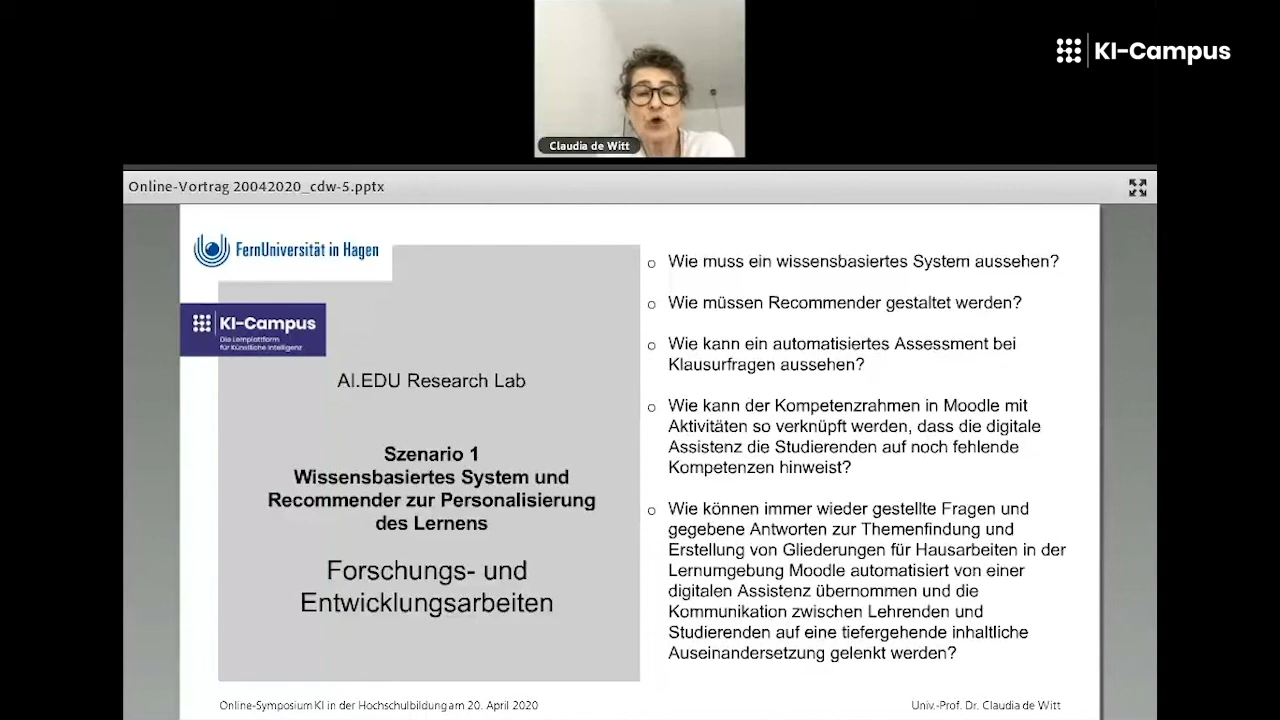 KI-Campus
Claudia de Witt
Online-Vortrag 20042020_cdw-5.pptx
FernUniversität in Hagen
KI-Campus
Die Lernplattform
für Künstliche Intelligenz
AI.EDU Research Lab
Szenario 1
Wissensbasiertes System und
Recommender zur Personalisierung
des Lernens
Forschungs- und
Entwicklungsarbeiten
o Wie muss ein wissensbasiertes System aussehen?
o Wie müssen Recommender gestaltet werden?
o Wie kann ein automatisiertes Assessment bei
Klausurfragen aussehen?
o Wie kann der Kompetenzrahmen in Moodle mit
Aktivitäten so verknüpft werden, dass die digitale
Assistenz die Studierenden auf noch fehlende
Kompetenzen hinweist?
o Wie können immer wieder gestellte Fragen und
gegebene Antworten zur Themenfindung und
Erstellung von Gliederungen für Hausarbeiten in der
Lernumgebung Moodle automatisiert von einer
digitalen Assistenz übernommen und die
Kommunikation zwischen Lehrenden und
Studierenden auf eine tiefergehende inhaltliche
Auseinandersetzung gelenkt werden?
Online-Symposium KI in der Hochschulbildung am 20. April 2020
Univ.-Prof. Dr. Claudia de Witt